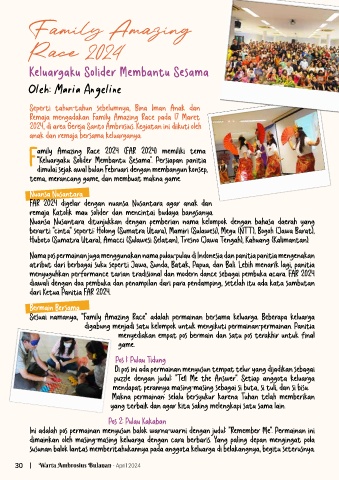 Family Amazing
Race 2024
Keluargaku Solider Membantu Sesama
Oleh: Maria Angeline
Seperti tahun-tahun sebelumnya, Bina Iman Anak dan
Remaja mengadakan Family Amazing Race pada 17 Maret
2024, di area Gereja Santo Ambrosius. Kegiatan ini diikuti oleh
anak dan remaja bersama keluarganya.
Family Amazing Race 2024 (FAR 2024) memiliki tema
"Keluargaku Solider Membantu Sesama". Persiapan panitia
dimulai sejak awal bulan Februari dengan membangun konsep,
tema, merancang game, dan membuat makna game.
Nuansa Nusantara
FAR 2024 digelar dengan nuansa Nusantara agar anak dan
remaja Katolik mau solider dan mencintai budaya bangsanya.
Nuansa Nusantara ditunjukkan dengan pemberian nama kelompok dengan bahasa daerah yang
berarti "cinta" seperti: Holong (Sumatra Utara), Mamiri (Sulawesi), Mega (NTT), Bogoh (Jawa Barat),
Huboto (Sumatra Utara), Amacci (Sulawesi Selatan), Tresno (Jawa Tengah), Kahuang (Kalimantan).
Nama pos permainan juga menggunakan nama pulau-pulau di Indonesia dan panitia panitia mengenakan
atribut dari berbagai suku seperti Jawa, Sunda, Batak, Papua, dan Bali. Lebih menarik lagi, panitia
menyuguhkan performance tarian tradisional dan modern dance sebagai pembuka acara. FAR 2024
diawali dengan doa pembuka dan penampilan dari para pendamping, setelah itu ada kata sambutan
dari Ketua Panitia FAR 2024.
Bermain Bersama
Sesuai namanya, "Family Amazing Race" adalah permainan bersama keluarga. Beberapa keluarga
digabung menjadi satu kelompok untuk mengikuti permainan-permainan. Panitia
menyediakan empat pos bermain dan satu pos terakhir untuk final
game.
Pos 1: Pulau Tidung
Di pos ini ada permainan menyusun tempat telur yang dijadikan sebagai
puzzle dengan judul: "Tell Me the Answer". Setiap anggota keluarga
mendapat perannya masing-masing sebagai si buta, si tuli, dan si bisu.
Makna permainan: selalu bersyukur karena Tuhan telah memberikan
yang terbaik dan agar kita saling melengkapi satu sama lain.
Pos 2: Pulau Kakaban
Ini adalah pos permainan menyusun balok warna-warni dengan judul: "Remember Me". Permainan ini
dimainkan oleh masing-masing keluarga dengan cara berbaris. Yang paling depan mengingat pola
susunan balok lantas memberitahukannya pada anggota keluarga di belakangnya, begitu seterusnya.
30 | Warta Ambrosius Bulanan - April 2024